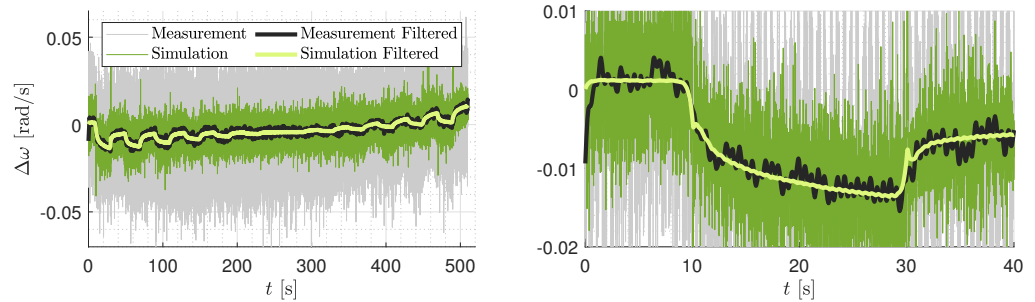 Measurement
Simulation
Measurement Filtered
Simulation Filtered
Δω [rad/s]
0.05
0
-0.05
0 100 200 300 400 500
t [s]
0.01
0
-0.01
-0.02
0 10 20 30 40
t [s]